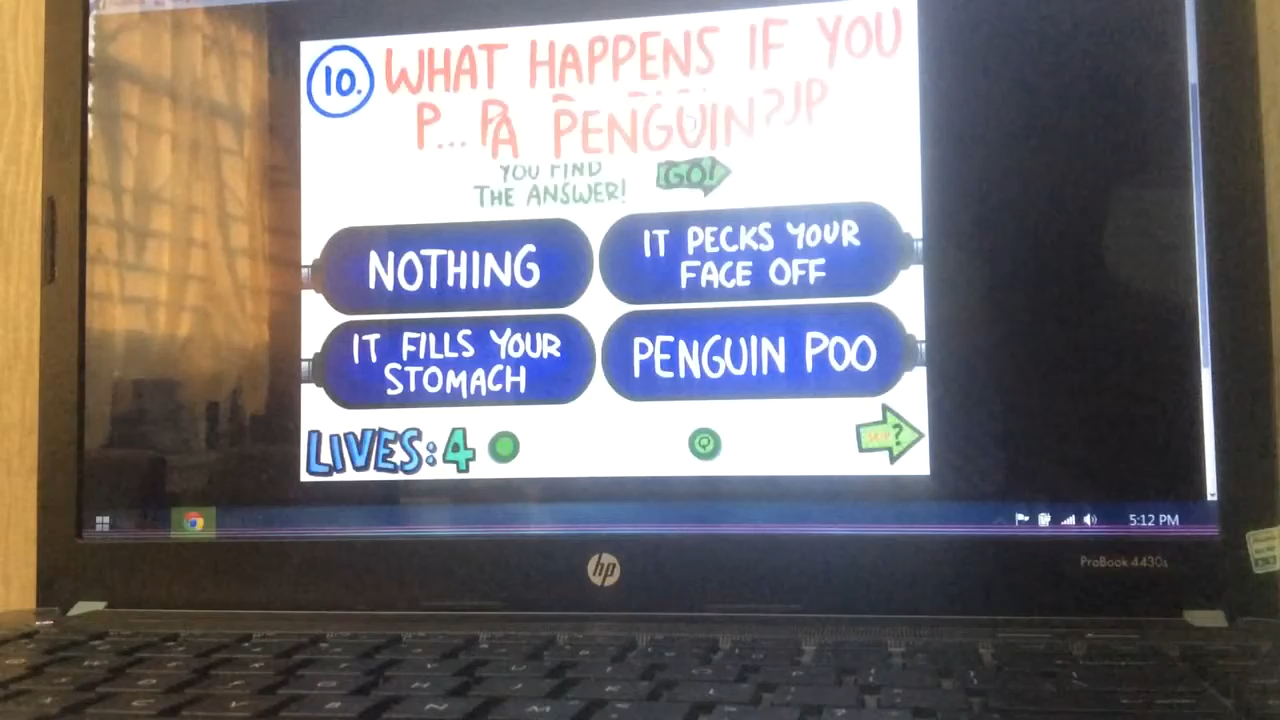 10.
WHAT HAPPENS IF YOU
P... A PENGUIN?
YOU FIND
THE ANSWER!
GO!
NOTHING
IT PECKS YOUR
FACE OFF
IT FILLS YOUR
STOMACH
PENGUIN POO
LIVES: 4
SKIP?
5:12 PM
hp
ProBook 4430s